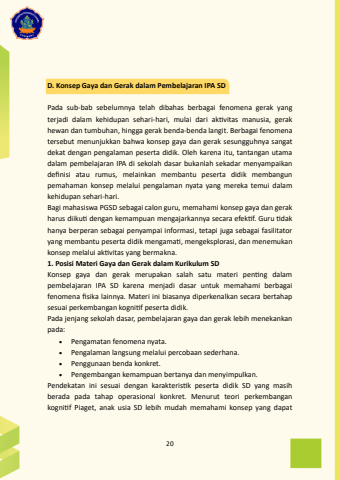 D. Konsep Gaya dan Gerak dalam Pembelajaran IPA SD
Pada sub-bab sebelumnya telah dibahas berbagai fenomena gerak yang
terjadi dalam kehidupan sehari-hari, mulai dari aktivitas manusia, gerak
hewan dan tumbuhan, hingga gerak benda-benda langit. Berbagai fenomena
tersebut menunjukkan bahwa konsep gaya dan gerak sesungguhnya sangat
dekat dengan pengalaman peserta didik. Oleh karena itu, tantangan utama
dalam pembelajaran IPA di sekolah dasar bukanlah sekadar menyampaikan
definisi atau rumus, melainkan membantu peserta didik membangun
pemahaman konsep melalui pengalaman nyata yang mereka temui dalam
kehidupan sehari-hari.
Bagi mahasiswa PGSD sebagai calon guru, memahami konsep gaya dan gerak
harus diikuti dengan kemampuan mengajarkannya secara efektif. Guru tidak
hanya berperan sebagai penyampai informasi, tetapi juga sebagai fasilitator
yang membantu peserta didik mengamati, mengeksplorasi, dan menemukan
konsep melalui aktivitas yang bermakna.
1. Posisi Materi Gaya dan Gerak dalam Kurikulum SD
Konsep gaya dan gerak merupakan salah satu materi penting dalam
pembelajaran IPA SD karena menjadi dasar untuk memahami berbagai
fenomena fisika lainnya. Materi ini biasanya diperkenalkan secara bertahap
sesuai perkembangan kognitif peserta didik.
Pada jenjang sekolah dasar, pembelajaran gaya dan gerak lebih menekankan
pada:
• Pengamatan fenomena nyata.
• Pengalaman langsung melalui percobaan sederhana.
• Penggunaan benda konkret.
• Pengembangan kemampuan bertanya dan menyimpulkan.
Pendekatan ini sesuai dengan karakteristik peserta didik SD yang masih
berada pada tahap operasional konkret. Menurut teori perkembangan
kognitif Piaget, anak usia SD lebih mudah memahami konsep yang dapat
20